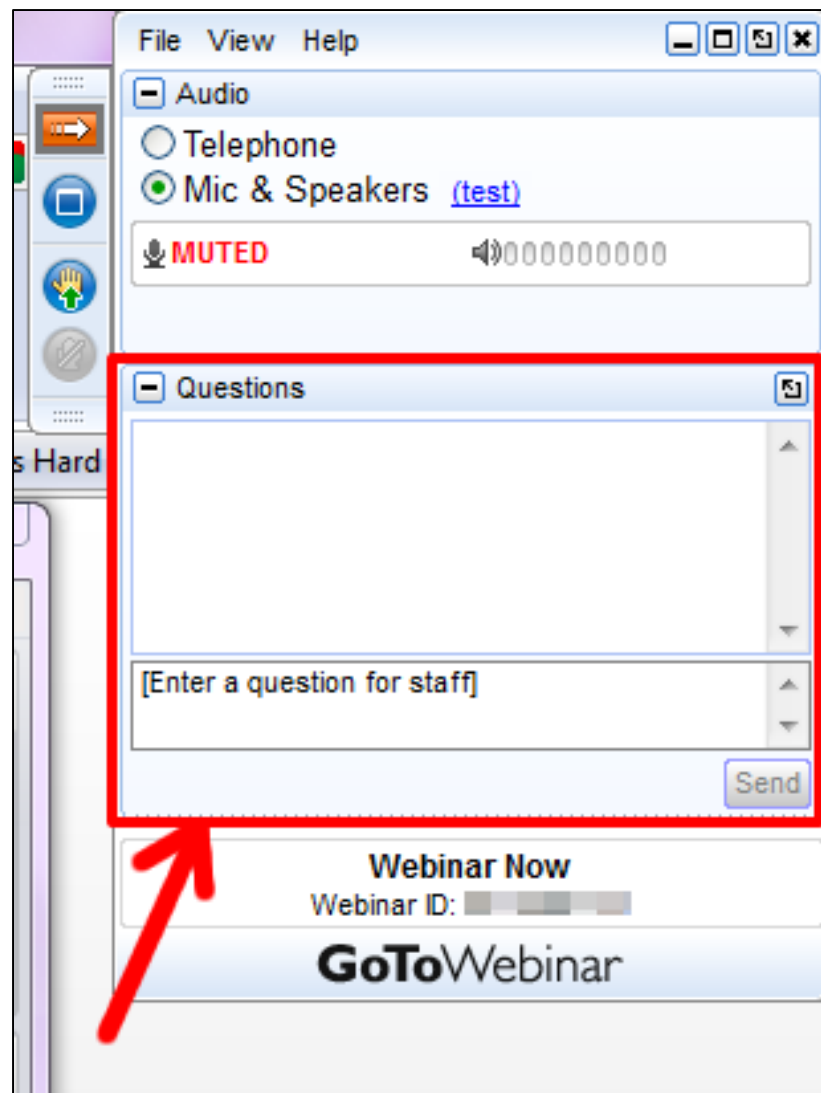 File View Help
Audio
Telephone
Mic & Speakers (test)
MUTED
Questions
s Hard
[Enter a question for staff]
Send
Webinar Now
Webinar ID:
GoToWebinar